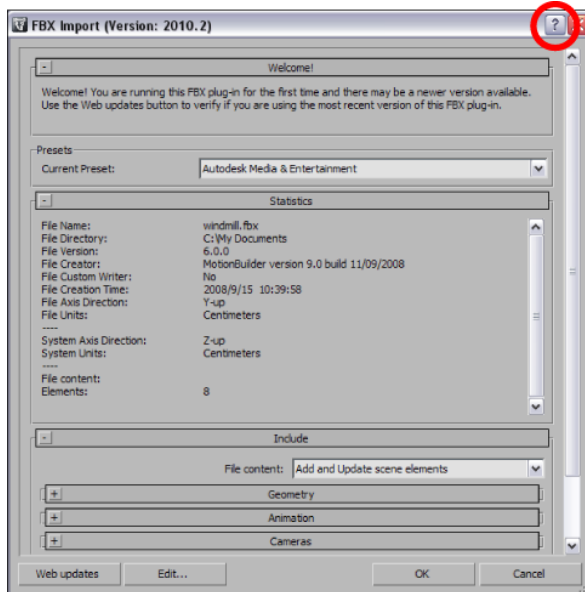 FBX Import (Version: 2010.2)
?
-
Welcome!
Welcome! You are running this FBX plug-in for the first time and there may be a newer version available.
Use the Web updates button to verify if you are using the most recent version of this FBX plug-in.
Presets
Current Preset: Autodesk Media & Entertainment
-
Statistics
File Name: windmill.fbx
File Directory: C:\My Documents
File Version: 6.0.0
File Creator: MotionBuilder version 9.0 build 11/09/2008
File Custom Writer: No
File Creation Time: 2008/9/15 10:39:58
File Axis Direction: Y-up
File Units: Centimeters
----
System Axis Direction: Z-up
System Units: Centimeters
----
File content:
Elements: 8
-
Include
File content: Add and Update scene elements
+
Geometry
+
Animation
+
Cameras
Web updates Edit... OK Cancel